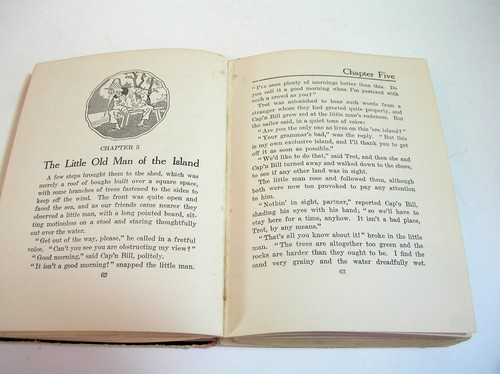 CHAPTER 5
The Little Old Man of the Island
A few steps brought them to the shed, which was
merely a roof of boughs built over a square space,
with some branches of trees fastened to the sides to
keep off the wind. The front was quite open and
faced the sea, and as our friends came nearer they
observed a little man, with a long pointed beard, sit-
ting motionless on a stool and staring thoughtfully
out over the water.
"Get out of the way, please," he called in a fretful
voice. "Can't you see you are obstructing my view?"
"Good morning," said Cap'n Bill, politely.
"It isn't a good morning!" snapped the little man.
62
Chapter Five
"I've seen plenty of mornings better than this. Do
you call it a good morning when I'm pestered with
such a crowd as you?"
Trot was astonished to hear such words from a
stranger whom they had greeted quite properly, and
Cap'n Bill grew red at the little man's rudeness. But
the sailor said, in a quiet tone of voice:
"Are you the only one as lives on this 'ere island?"
"Your grammar's bad," was the reply. "But this
is my own exclusive island, and I'll thank you to get
off it as soon as possible."
"We'd like to do that," said Trot, and then she and
Cap'n Bill turned away and walked down to the shore,
to see if any other land was in sight.
The little man rose and followed them, although
both were now too provoked to pay any attention
to him.
"Nothin' in sight, partner," reported Cap'n Bill,
shading his eyes with his hand; "so we'll have to
stay here for a time, anyhow. It isn't a bad place,
Trot, by any means."
"That's all you know about it!" broke in the little
man. "The trees are altogether too green and the
rocks are harder than they ought to be. I find the
sand very grainy and the water dreadfully wet.
63